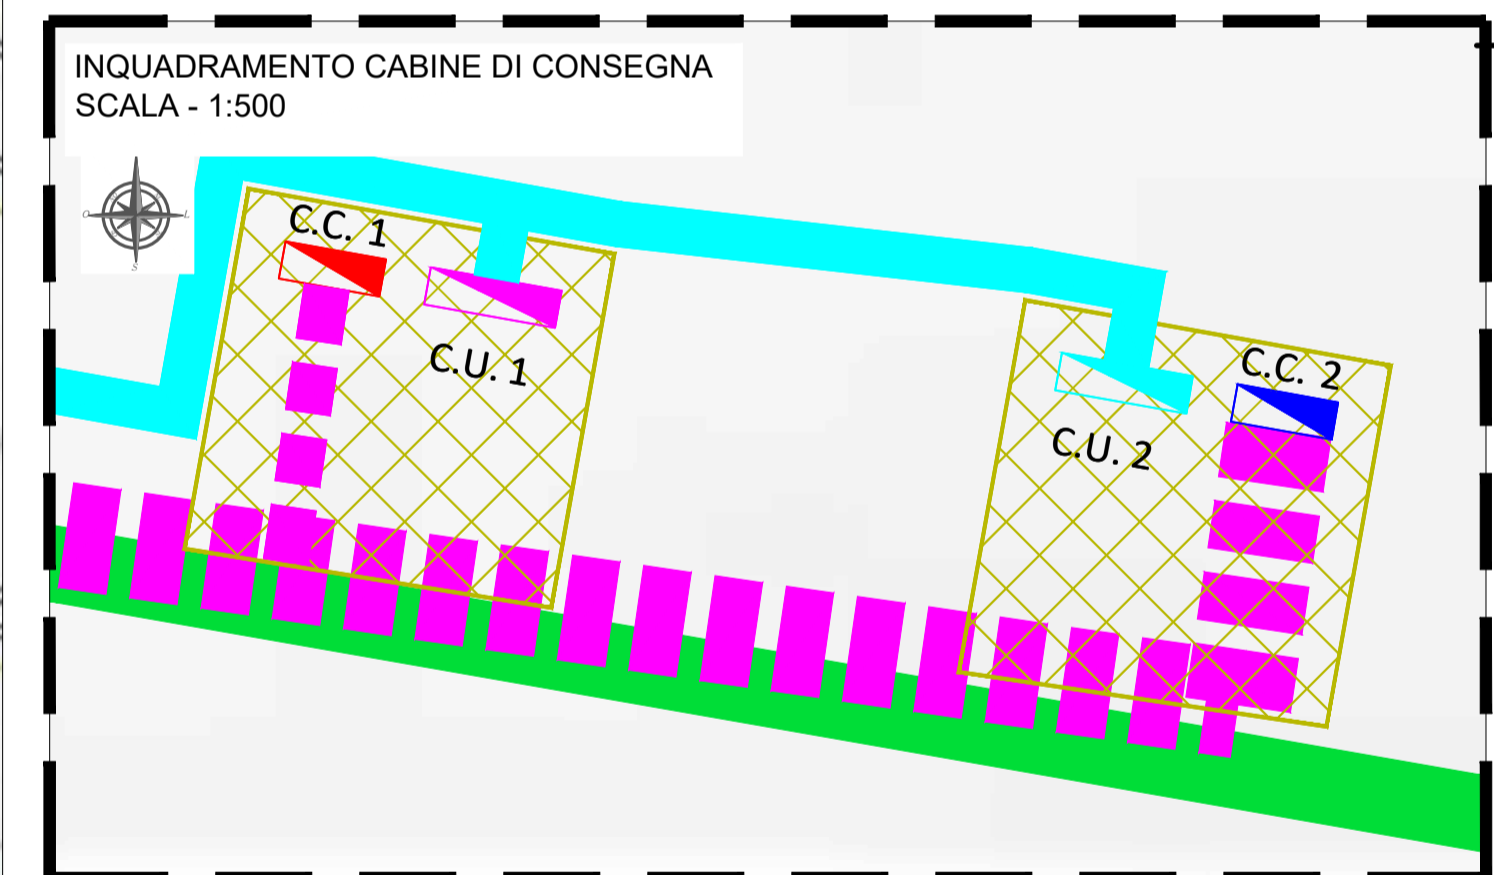 INQUADRAMENTO CABINE DI CONSEGNA
SCALA - 1:500
O
L
S
C.C. 1
C.U. 1
C.C. 2
C.U. 2